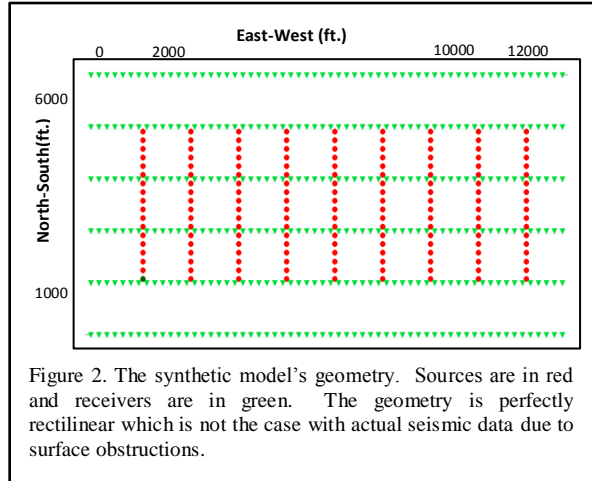 East-West (ft.)
0 2000 10000 12000
6000
North-South(ft.)
1000
Figure 2. The synthetic model's geometry. Sources are in red
and receivers are in green. The geometry is perfectly
rectilinear which is not the case with actual seismic data due to
surface obstructions.